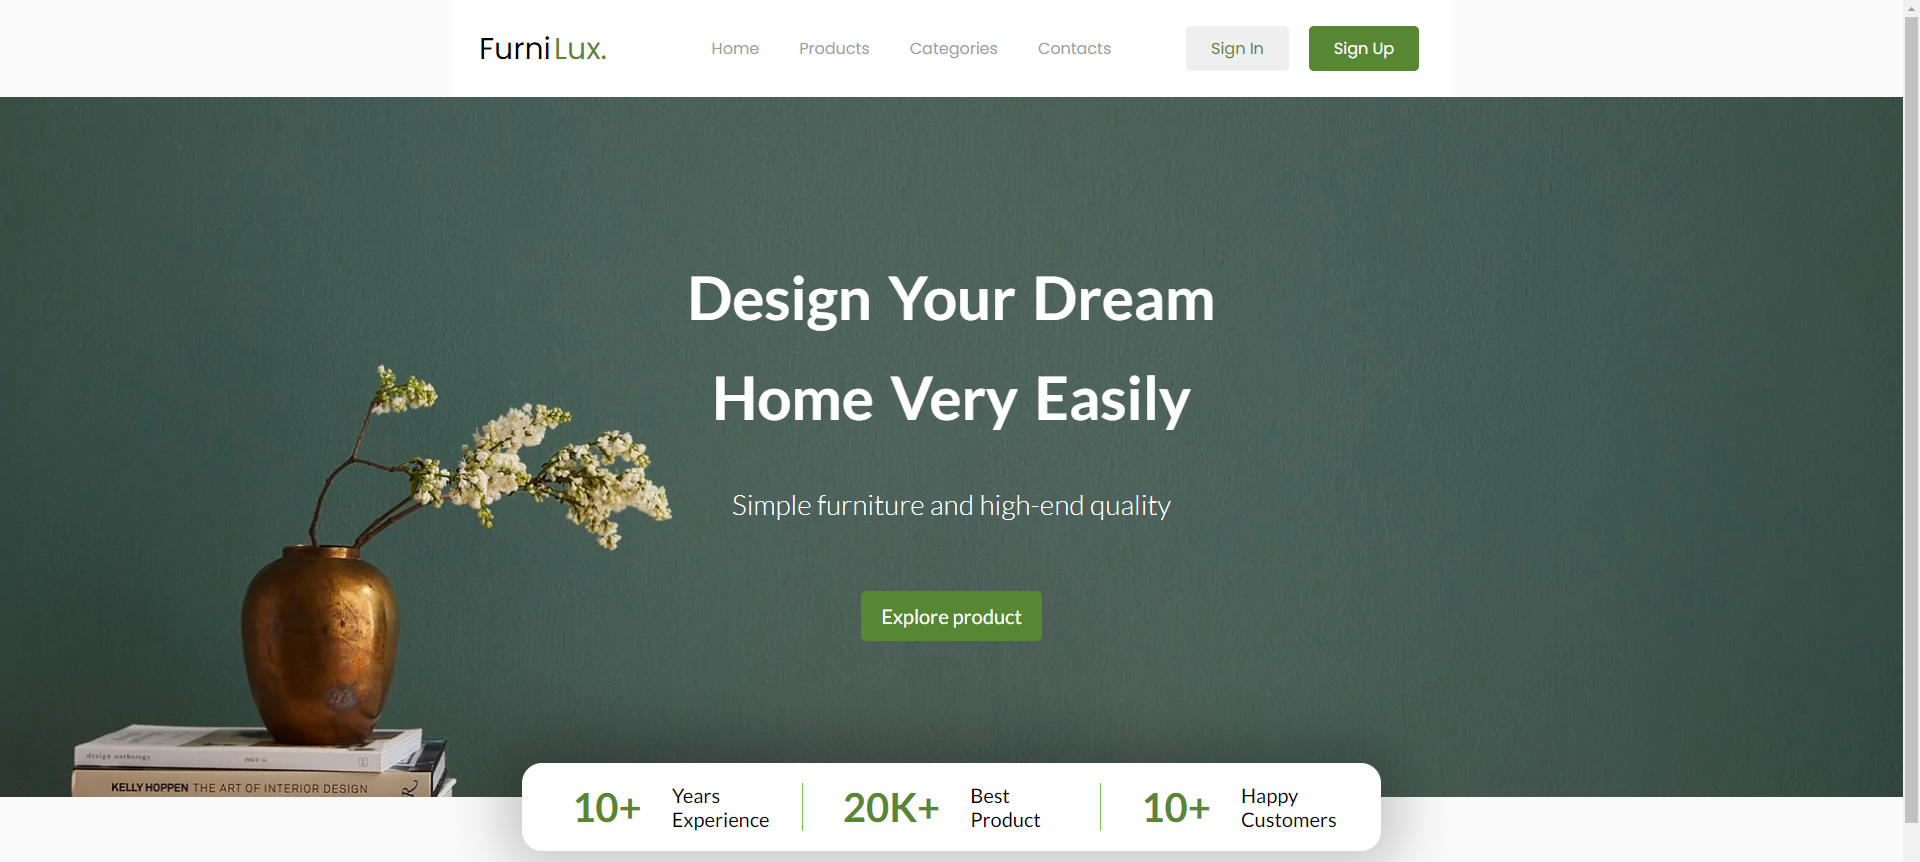 FurniLux.
Home
Products
Categories
Contacts
Sign In
Sign Up
Design Your Dream
Home Very Easily
Simple furniture and high-end quality
Explore product
design anthology
KELLY HOPPEN THE ART OF INTERIOR DESIGN
10+
Years
Experience
20K+
Best
Product
10+
Happy
Customers